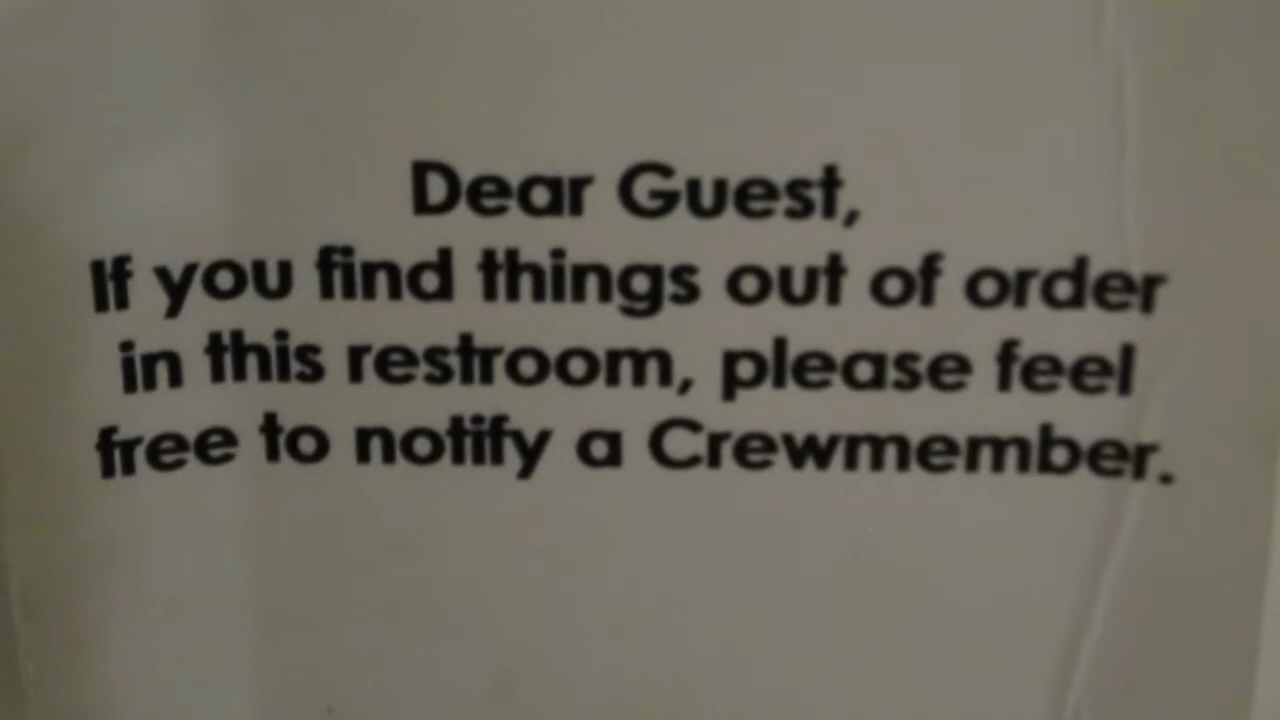 Dear Guest,
If you find things out of order
in this restroom, please feel
free to notify a Crewmember.